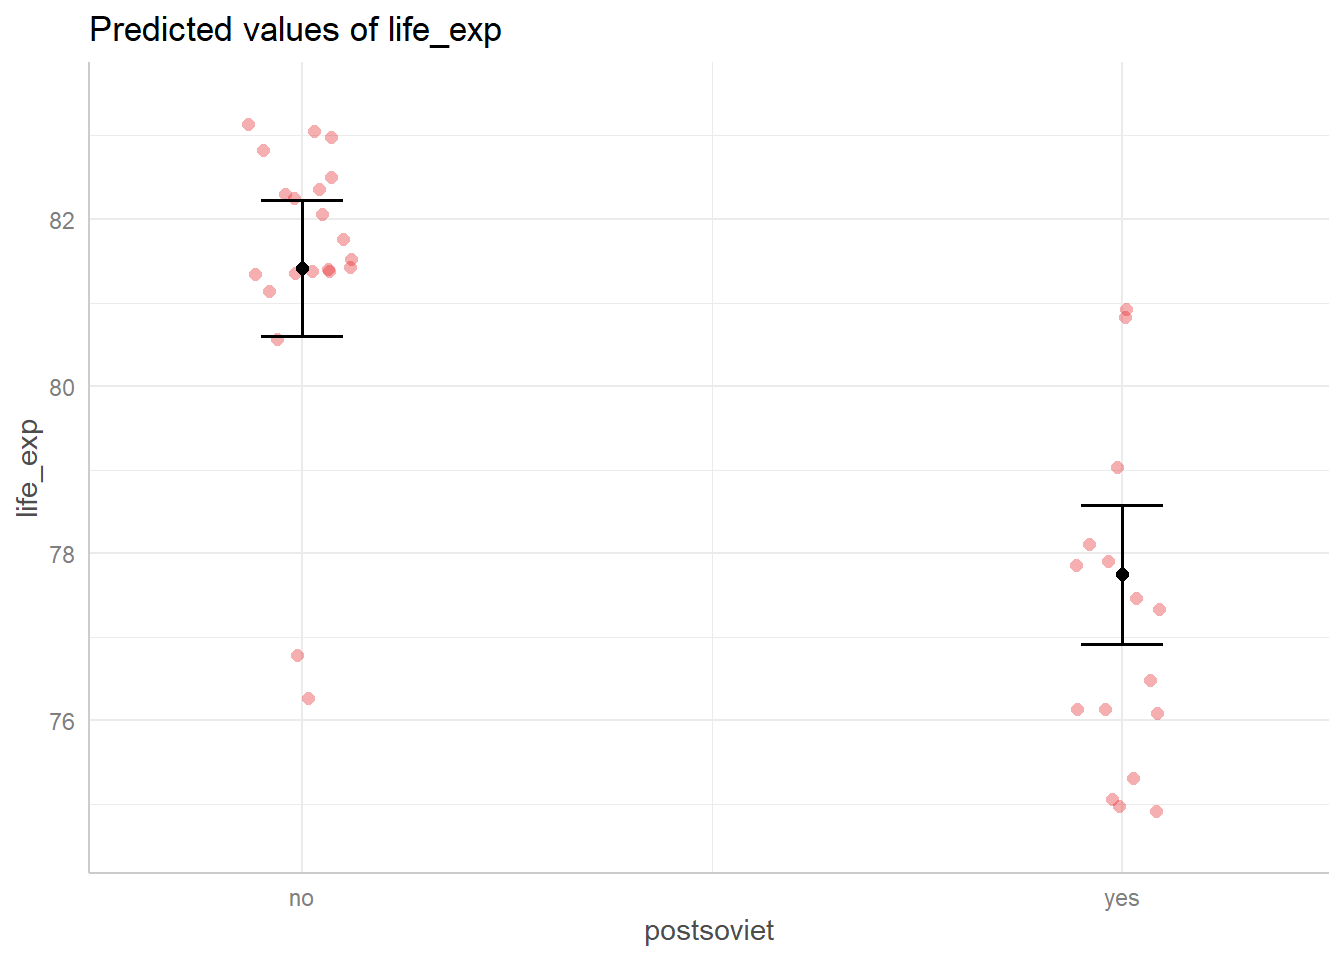 Predicted values of life_exp
life_exp
82
80
78
76
no
yes
postsoviet